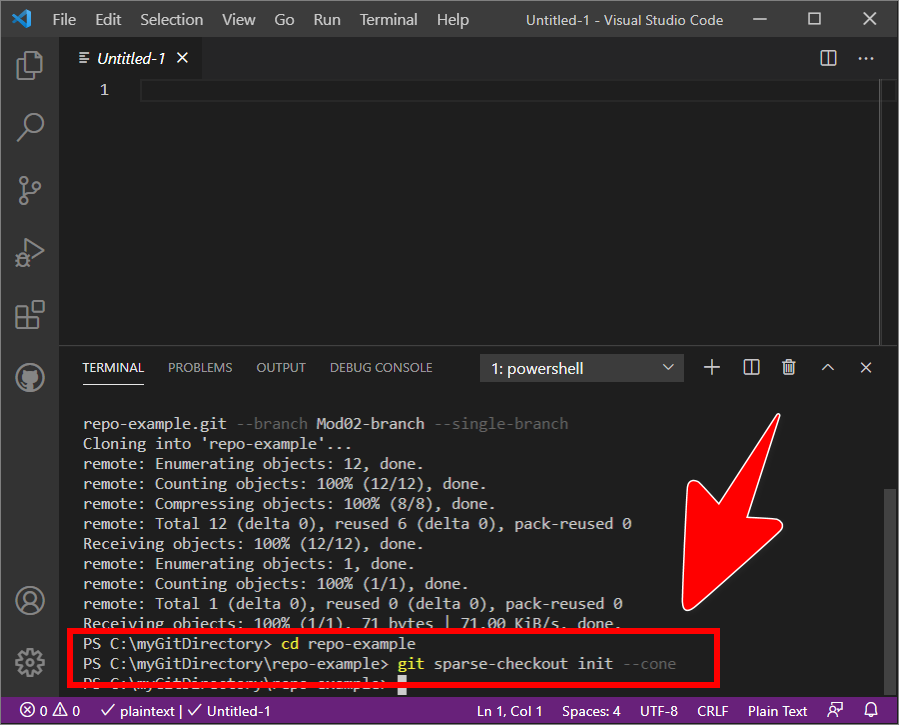 File Edit Selection View Go Run Terminal Help Untitled-1 - Visual Studio Code
Untitled-1
1
TERMINAL PROBLEMS OUTPUT DEBUG CONSOLE 1: powershell
repo-example.git --branch Mod02-branch --single-branch
Cloning into 'repo-example'...
remote: Enumerating objects: 12, done.
remote: Counting objects: 100% (12/12), done.
remote: Compressing objects: 100% (8/8), done.
remote: Total 12 (delta 0), reused 6 (delta 0), pack-reused 0
Receiving objects: 100% (12/12), done.
remote: Enumerating objects: 1, done.
remote: Counting objects: 100% (1/1), done.
remote: Total 1 (delta 0), reused 0 (delta 0), pack-reused 0
Receiving objects: 100% (1/1), 71 bytes | 71.00 KiB/s, done.
PS C:\myGitDirectory> cd repo-example
PS C:\myGitDirectory\repo-example> git sparse-checkout init --cone
PS C:\myGitDirectory\repo-example>
0 0 plaintext | Untitled-1 Ln 1, Col 1 Spaces: 4 UTF-8 CRLF Plain Text